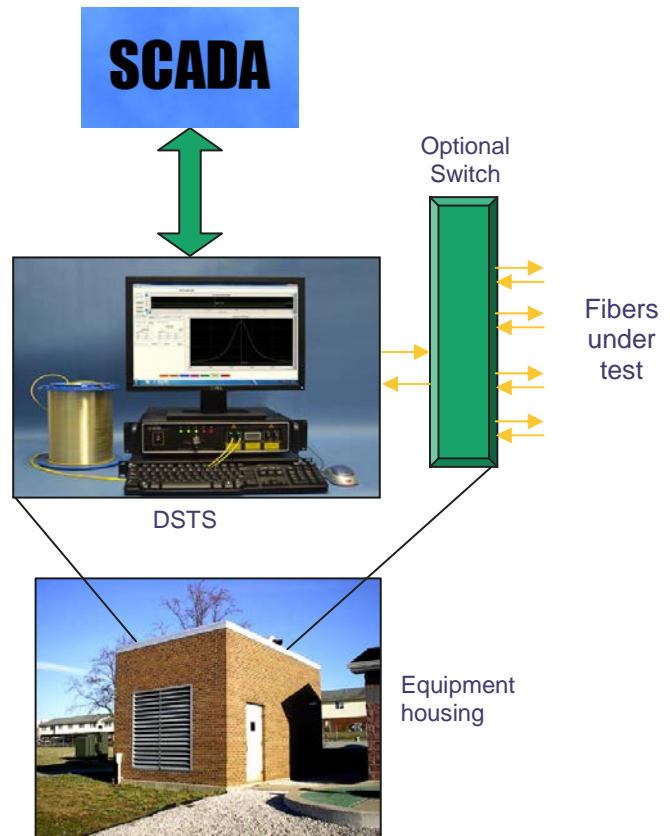 SCADA
Optional
Switch
Fibers
under
test
DSTS
Equipment
housing